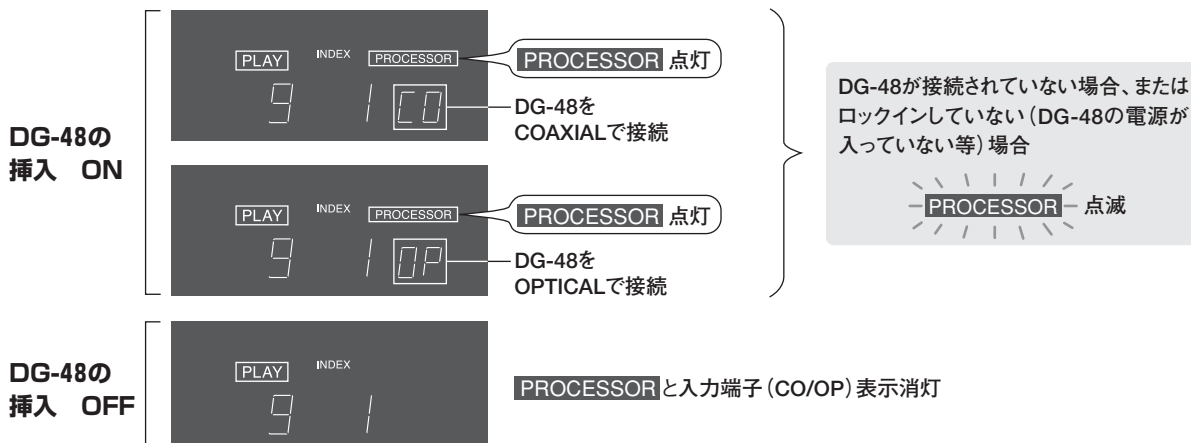 DG-48の
挿入 ON
PLAY INDEX PROCESSOR
9 1 CO
PROCESSOR 点灯
DG-48を
COAXIALで接続
PLAY INDEX PROCESSOR
9 1 OP
PROCESSOR 点灯
DG-48を
OPTICALで接続
DG-48が接続されていない場合、または
ロックインしていない(DG-48の電源が
入っていない等)場合
PROCESSOR 点滅
DG-48の
挿入 OFF
PLAY INDEX
9 1
PROCESSORと入力端子(CO/OP)表示消灯